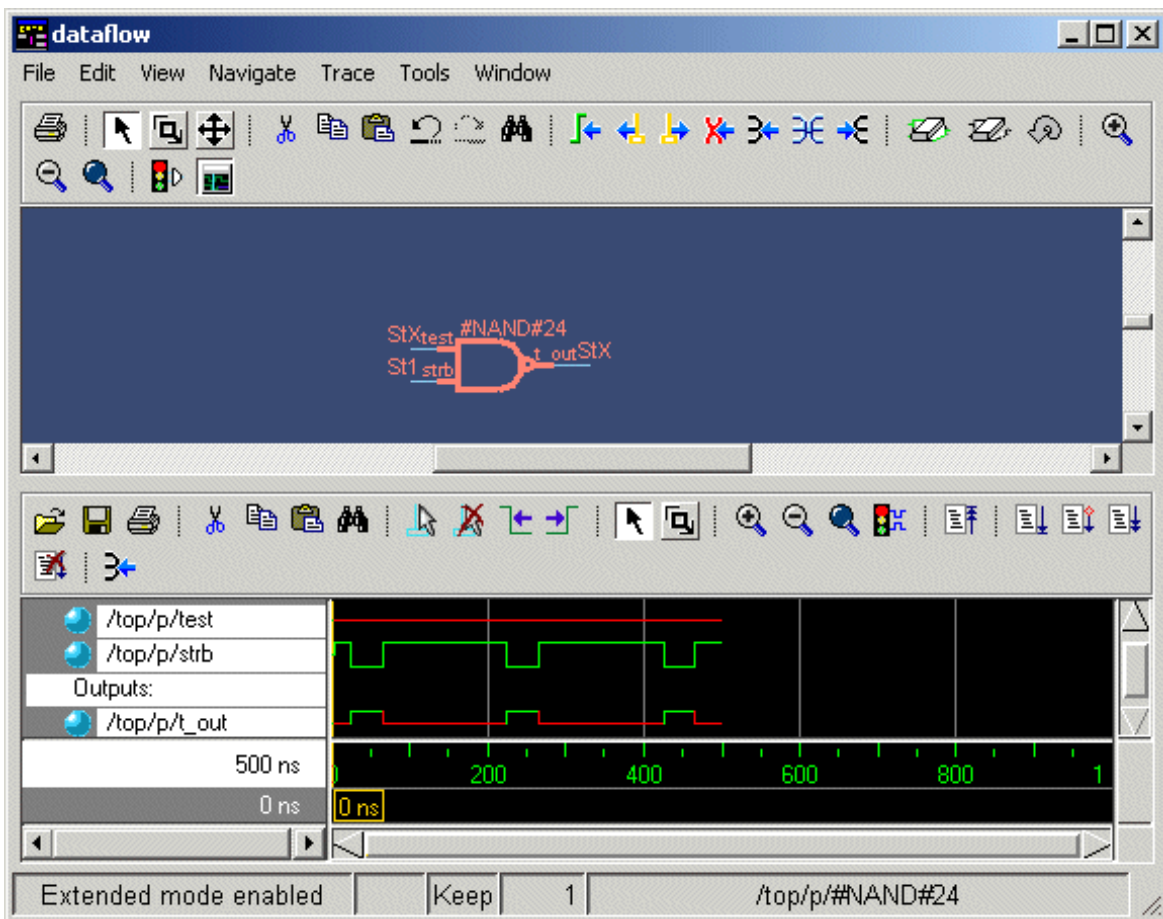 dataflow
File Edit View Navigate Trace Tools Window
StX test #NAND#24
t_out StX
St1 strb
/top/p/test
/top/p/strb
Outputs:
/top/p/t_out
500 ns
200 400 600 800 1
0 ns 0 ns
Extended mode enabled Keep 1 /top/p/#NAND#24